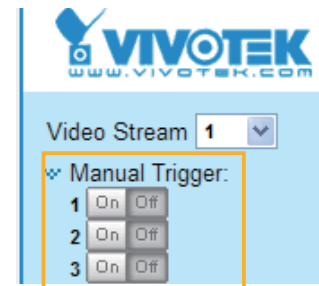 VIVOTEK
www.vivotek.com
Video Stream 1
Manual Trigger:
1 On Off
2 On Off
3 On Off